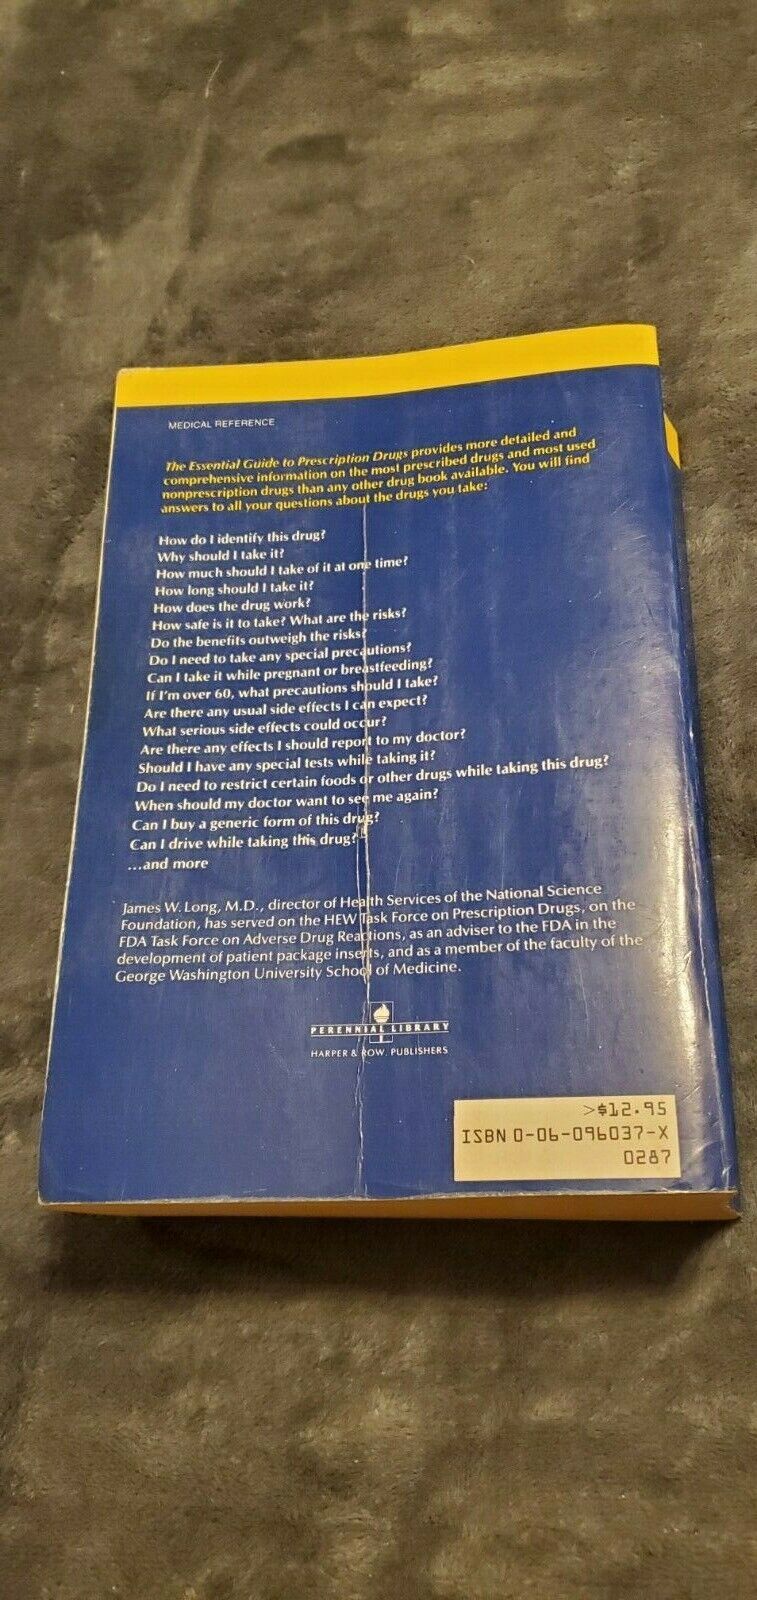 MEDICAL REFERENCE
The Essential Guide to Prescription Drugs provides more detailed and
comprehensive information on the most prescribed drugs and most used
nonprescription drugs than any other drug book available. You will find
answers to all your questions about the drugs you take:
How do I identify this drug?
Why should I take it?
How much should I take of it at one time?
How long should I take it?
How does the drug work?
How safe is it to take? What are the risks?
Do the benefits outweigh the risks?
Do I need to take any special precautions?
Can I take it while pregnant or breastfeeding?
If I'm over 60, what precautions should I take?
Are there any usual side effects I can expect?
What serious side effects could occur?
Are there any effects I should report to my doctor?
Should I have any special tests while taking it?
Do I need to restrict certain foods or other drugs while taking this drug?
When should my doctor want to see me again?
Can I buy a generic form of this drug?
Can I drive while taking this drug?
...and more
James W. Long, M.D., director of Health Services of the National Science
Foundation, has served on the HEW Task Force on Prescription Drugs, on the
FDA Task Force on Adverse Drug Reactions, as an adviser to the FDA in the
development of patient package inserts, and as a member of the faculty of the
George Washington University School of Medicine.
PERENNIAL LIBRARY
HARPER & ROW, PUBLISHERS
>$12.95
ISBN 0-06-096037-X
0287